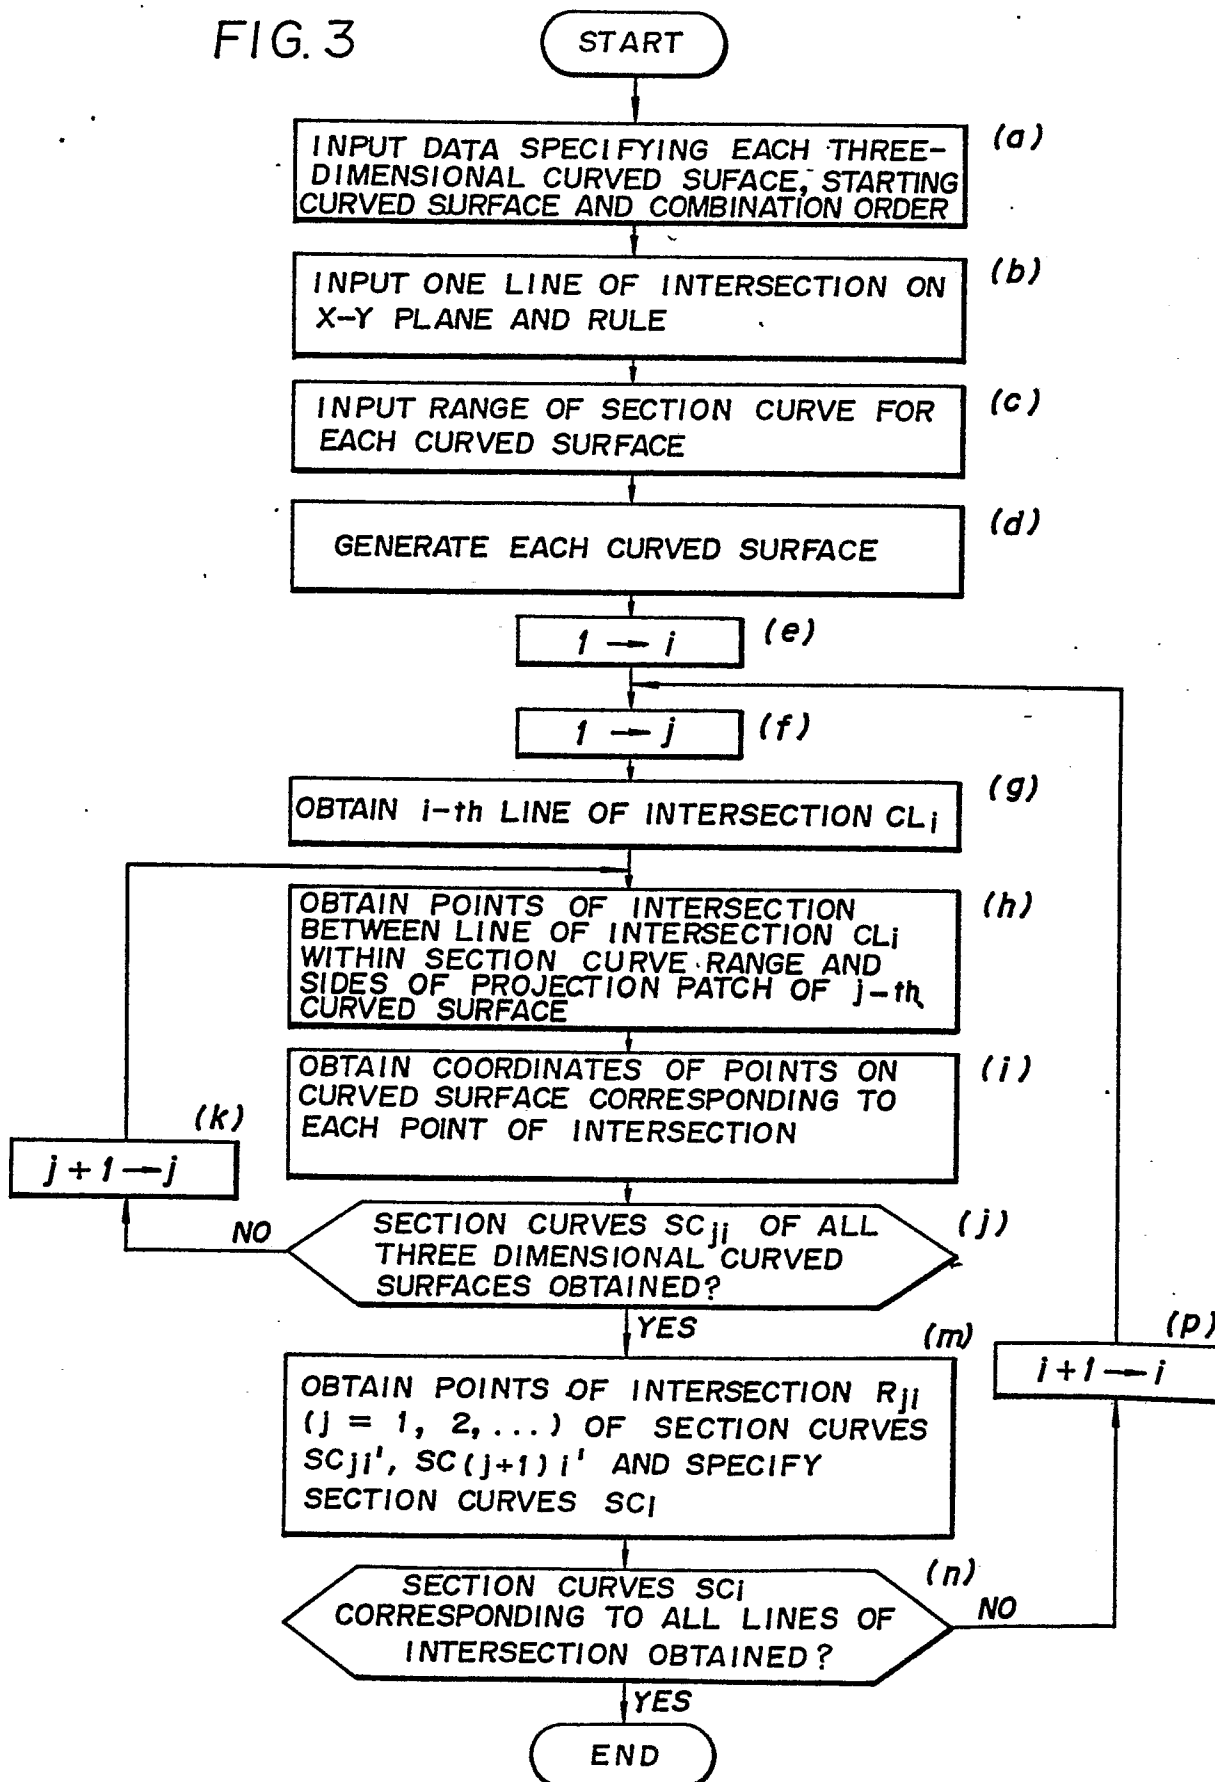 FIG. 3
START
(a)
INPUT DATA SPECIFYING EACH THREE-
DIMENSIONAL CURVED SUFACE, STARTING
CURVED SURFACE AND COMBINATION ORDER
(b)
INPUT ONE LINE OF INTERSECTION ON
X-Y PLANE AND RULE
(c)
INPUT RANGE OF SECTION CURVE FOR
EACH CURVED SURFACE
(d)
GENERATE EACH CURVED SURFACE
(e)
1 → i
(f)
1 → j
(g)
OBTAIN i-th LINE OF INTERSECTION CLi
(h)
OBTAIN POINTS OF INTERSECTION
BETWEEN LINE OF INTERSECTION CLi
WITHIN SECTION CURVE RANGE AND
SIDES OF PROJECTION PATCH OF j-th
CURVED SURFACE
(i)
OBTAIN COORDINATES OF POINTS ON
CURVED SURFACE CORRESPONDING TO
EACH POINT OF INTERSECTION
(k)
j + 1 → j
NO
(j)
SECTION CURVES SCji OF ALL
THREE DIMENSIONAL CURVED
SURFACES OBTAINED?
YES
(m)
OBTAIN POINTS OF INTERSECTION Rji
(j = 1, 2, ...) OF SECTION CURVES
SCji', SC(j+1)i' AND SPECIFY
SECTION CURVES SCi
(p)
i + 1 → i
(n)
SECTION CURVES SCi
CORRESPONDING TO ALL LINES OF
INTERSECTION OBTAINED?
NO
YES
END